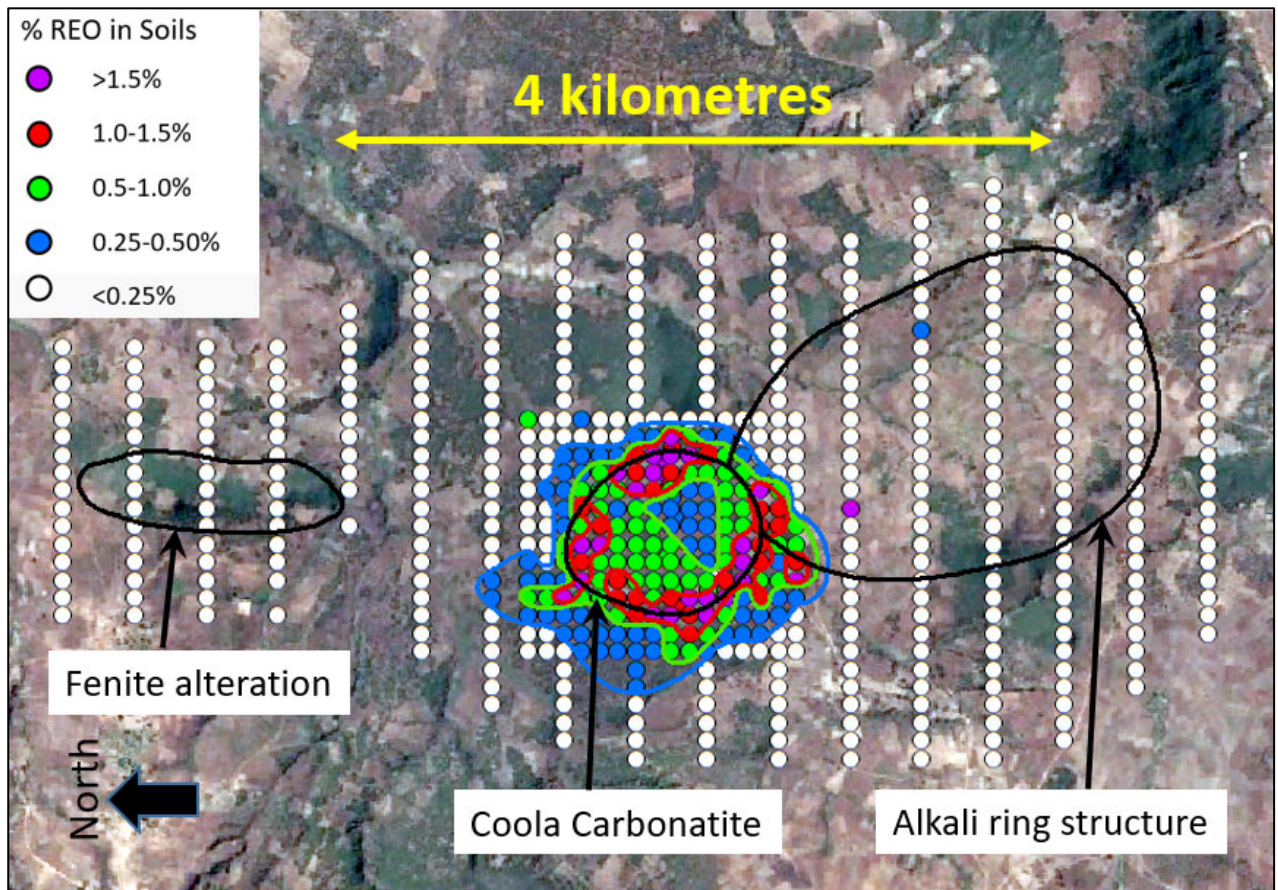 % REO in Soils
>1.5%
1.0-1.5%
0.5-1.0%
0.25-0.50%
<0.25%
4 kilometres
Fenite alteration
North
Coola Carbonatite
Alkali ring structure